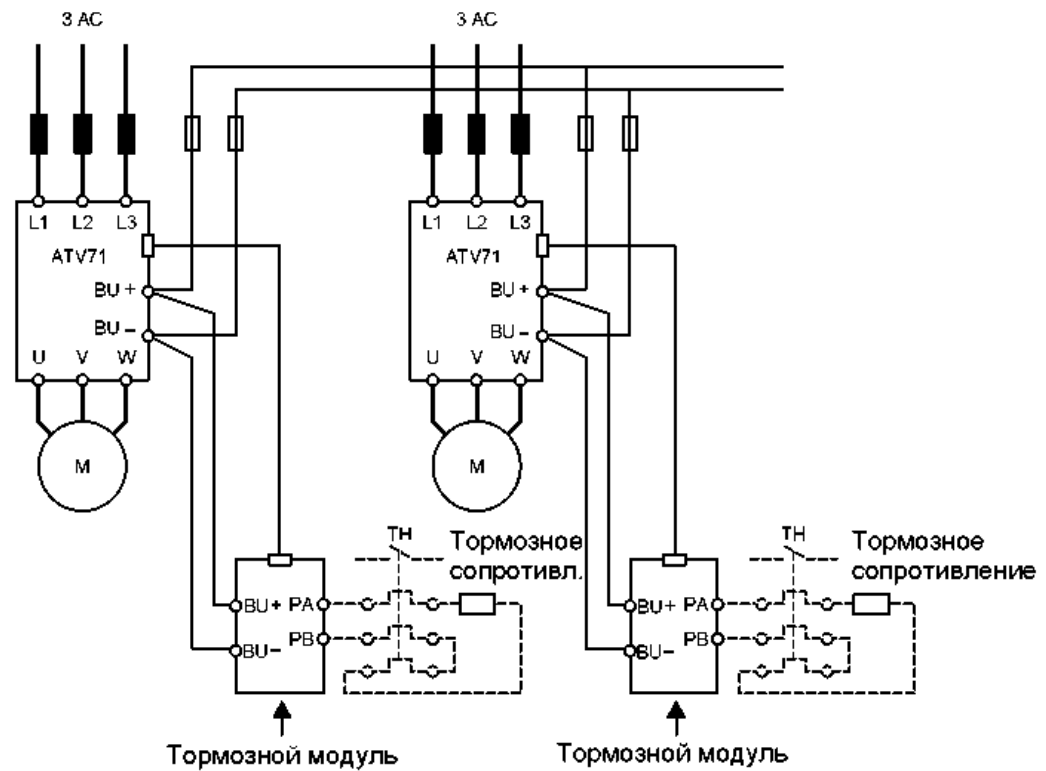 3 AC 3 AC
L1 L2 L3 L1 L2 L3
ATV71 ATV71
BU + BU +
BU – BU –
U V W U V W
M M
TH Тормозное TH Тормозное
сопротивл. сопротивление
BU+ PA BU+ PA
PB PB
BU– BU–
Тормозной модуль Тормозной модуль